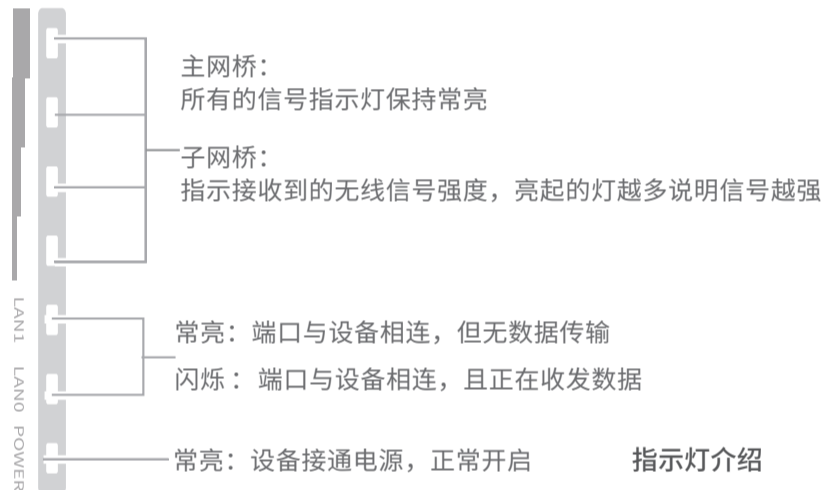 主网桥：
所有的信号指示灯保持常亮
子网桥：
指示接收到的无线信号强度，亮起的灯越多说明信号越强
LAN1
常亮：端口与设备相连，但无数据传输
LAN0
闪烁：端口与设备相连，且正在收发数据
POWER
常亮：设备接通电源，正常开启
指示灯介绍